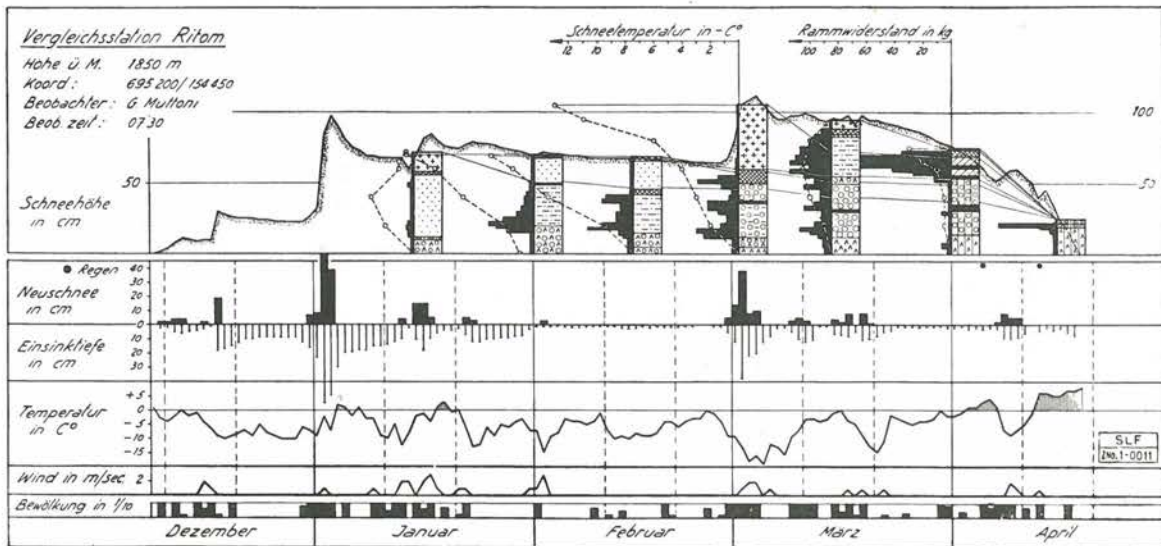 Vergleichsstation Ritom
Höhe ü. M. 1850 m
Koord: 695 200/154 450
Beobachter: G Muttoni
Beob. zeit: 07 30
Schneetemperatur in -C°
12 10 8 6 4 2
Rammwiderstand in kg
100 80 60 40 20
100
50
50
Schneehöhe
in cm
Regen
Neuschnee
in cm
40
30
20
10
0
Einsinktiefe
in cm
10
20
30
Temperatur
in C°
+5
0
-5
-10
-15
SLF
INo. 1-0011
Wind in m/sec. 2
Bewölkung in 1/10
Dezember Januar Februar März April